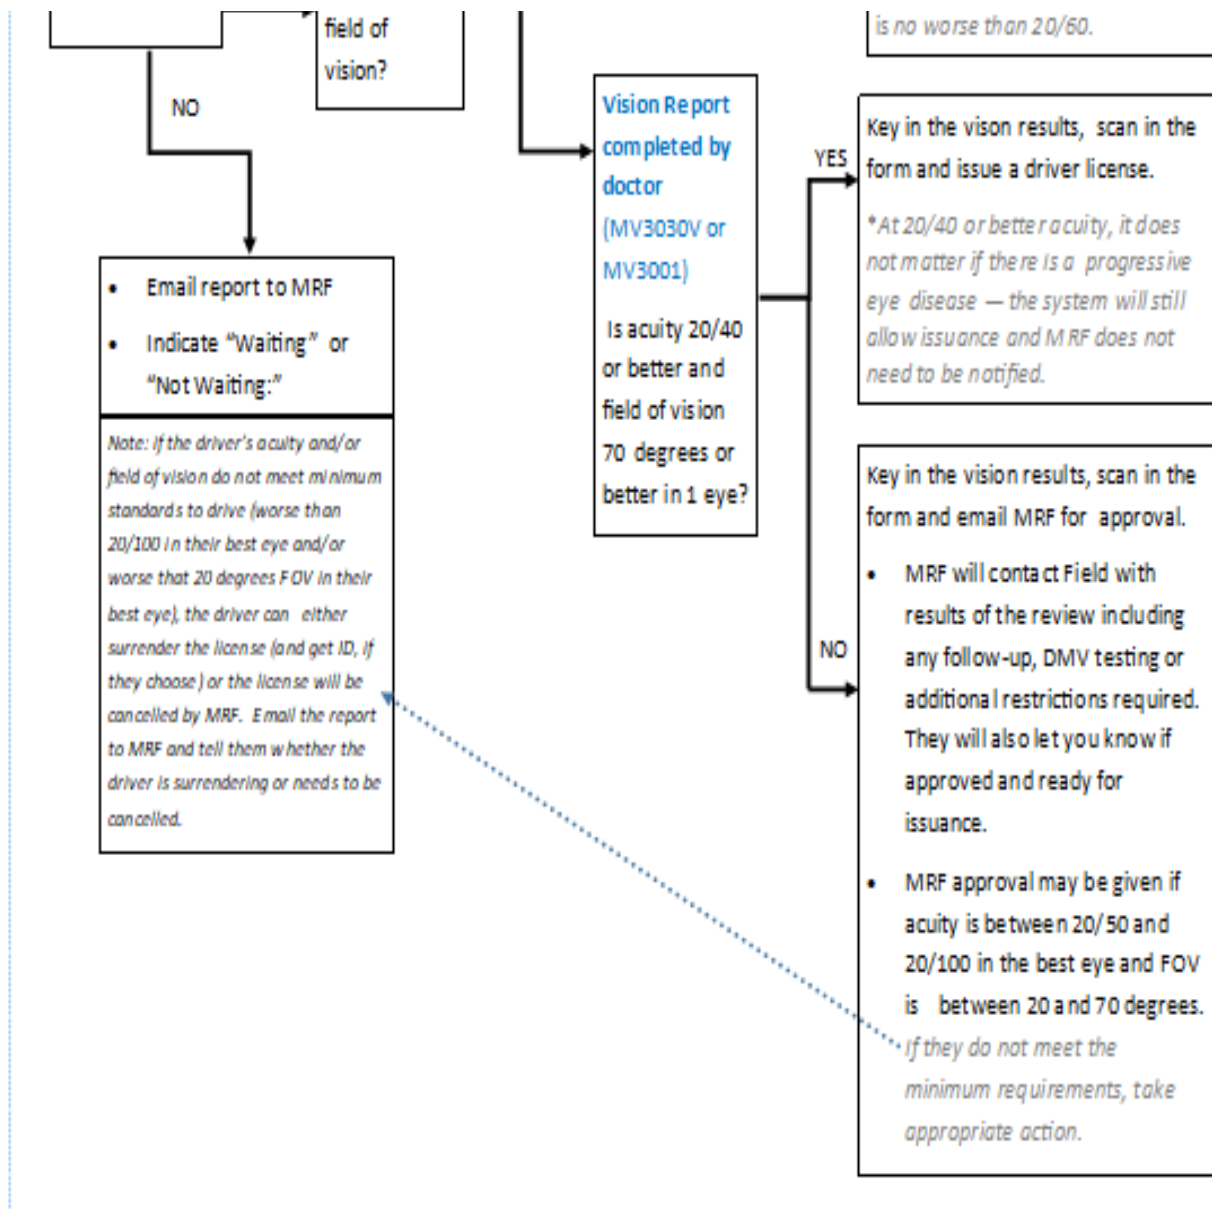 field of
vision?
NO
is no worse than 20/60.
Vision Report
completed by
doctor
(MV3030V or
MV3001)
Is acuity 20/40
or better and
field of vision
70 degrees or
better in 1 eye?
YES
Key in the vison results, scan in the
form and issue a driver license.
*At 20/40 or better acuity, it does
not matter if there is a progressive
eye disease — the system will still
allow issuance and MRF does not
need to be notified.
• Email report to MRF
• Indicate “Waiting” or
“Not Waiting:”
Note: If the driver's acuity and/or
field of vision do not meet minimum
standards to drive (worse than
20/100 in their best eye and/or
worse that 20 degrees FOV in their
best eye), the driver can either
surrender the license (and get ID, if
they choose) or the license will be
cancelled by MRF. Email the report
to MRF and tell them whether the
driver is surrendering or needs to be
cancelled.
NO
Key in the vision results, scan in the
form and email MRF for approval.
• MRF will contact Field with
results of the review including
any follow-up, DMV testing or
additional restrictions required.
They will also let you know if
approved and ready for
issuance.
• MRF approval may be given if
acuity is between 20/50 and
20/100 in the best eye and FOV
is between 20 and 70 degrees.
If they do not meet the
minimum requirements, take
appropriate action.